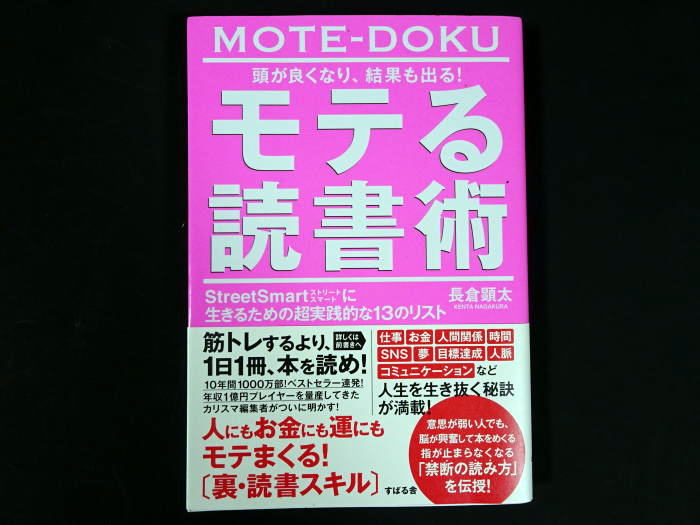 MOTE-DOKU
頭が良くなり、結果も出る!
モテる
読書術
StreetSmartストリートスマートに
生きるための超実践的な13のリスト
長倉顕太
KENTA NAGAKURA
筋トレするより、
詳しくは
前書きへ
1日1冊、本を読め!
10年間1000万部!ベストセラー連発!
年収1億円プレイヤーを量産してきた
カリスマ編集者がついに明かす!
人にもお金にも運にも
モテまくる!
〔裏・読書スキル〕
すばる舎
仕事 お金 人間関係 時間
SNS 夢 目標達成 人脈
コミュニケーション など
人生を生き抜く秘訣
が満載!
意思が弱い人でも、
脳が興奮して本をめくる
指が止まらなくなる
「禁断の読み方」
を伝授!